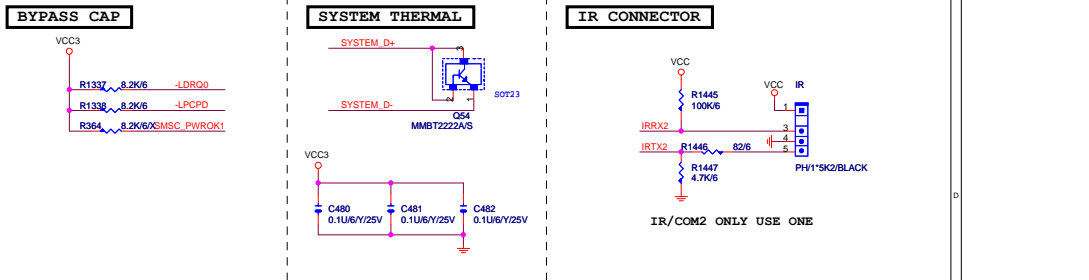 BYPASS CAP
VCC3
R1337 8.2K/6 -LDRQ0
R1338 8.2K/6 -LPCPD
R364 8.2K/6/X SMSC_PWROK1
SYSTEM THERMAL
SYSTEM_D+
3
SOT23
2 1
SYSTEM_D-
Q54
MMBT2222A/S
VCC3
C480
0.1U/6/Y/25V
C481
0.1U/6/Y/25V
C482
0.1U/6/Y/25V
IR CONNECTOR
VCC
R1445
100K/6
VCC IR
1
IRRX2 3
4
IRTX2 R1446 82/6 5
R1447
4.7K/6
PH/1*5K2/BLACK
IR/COM2 ONLY USE ONE
D